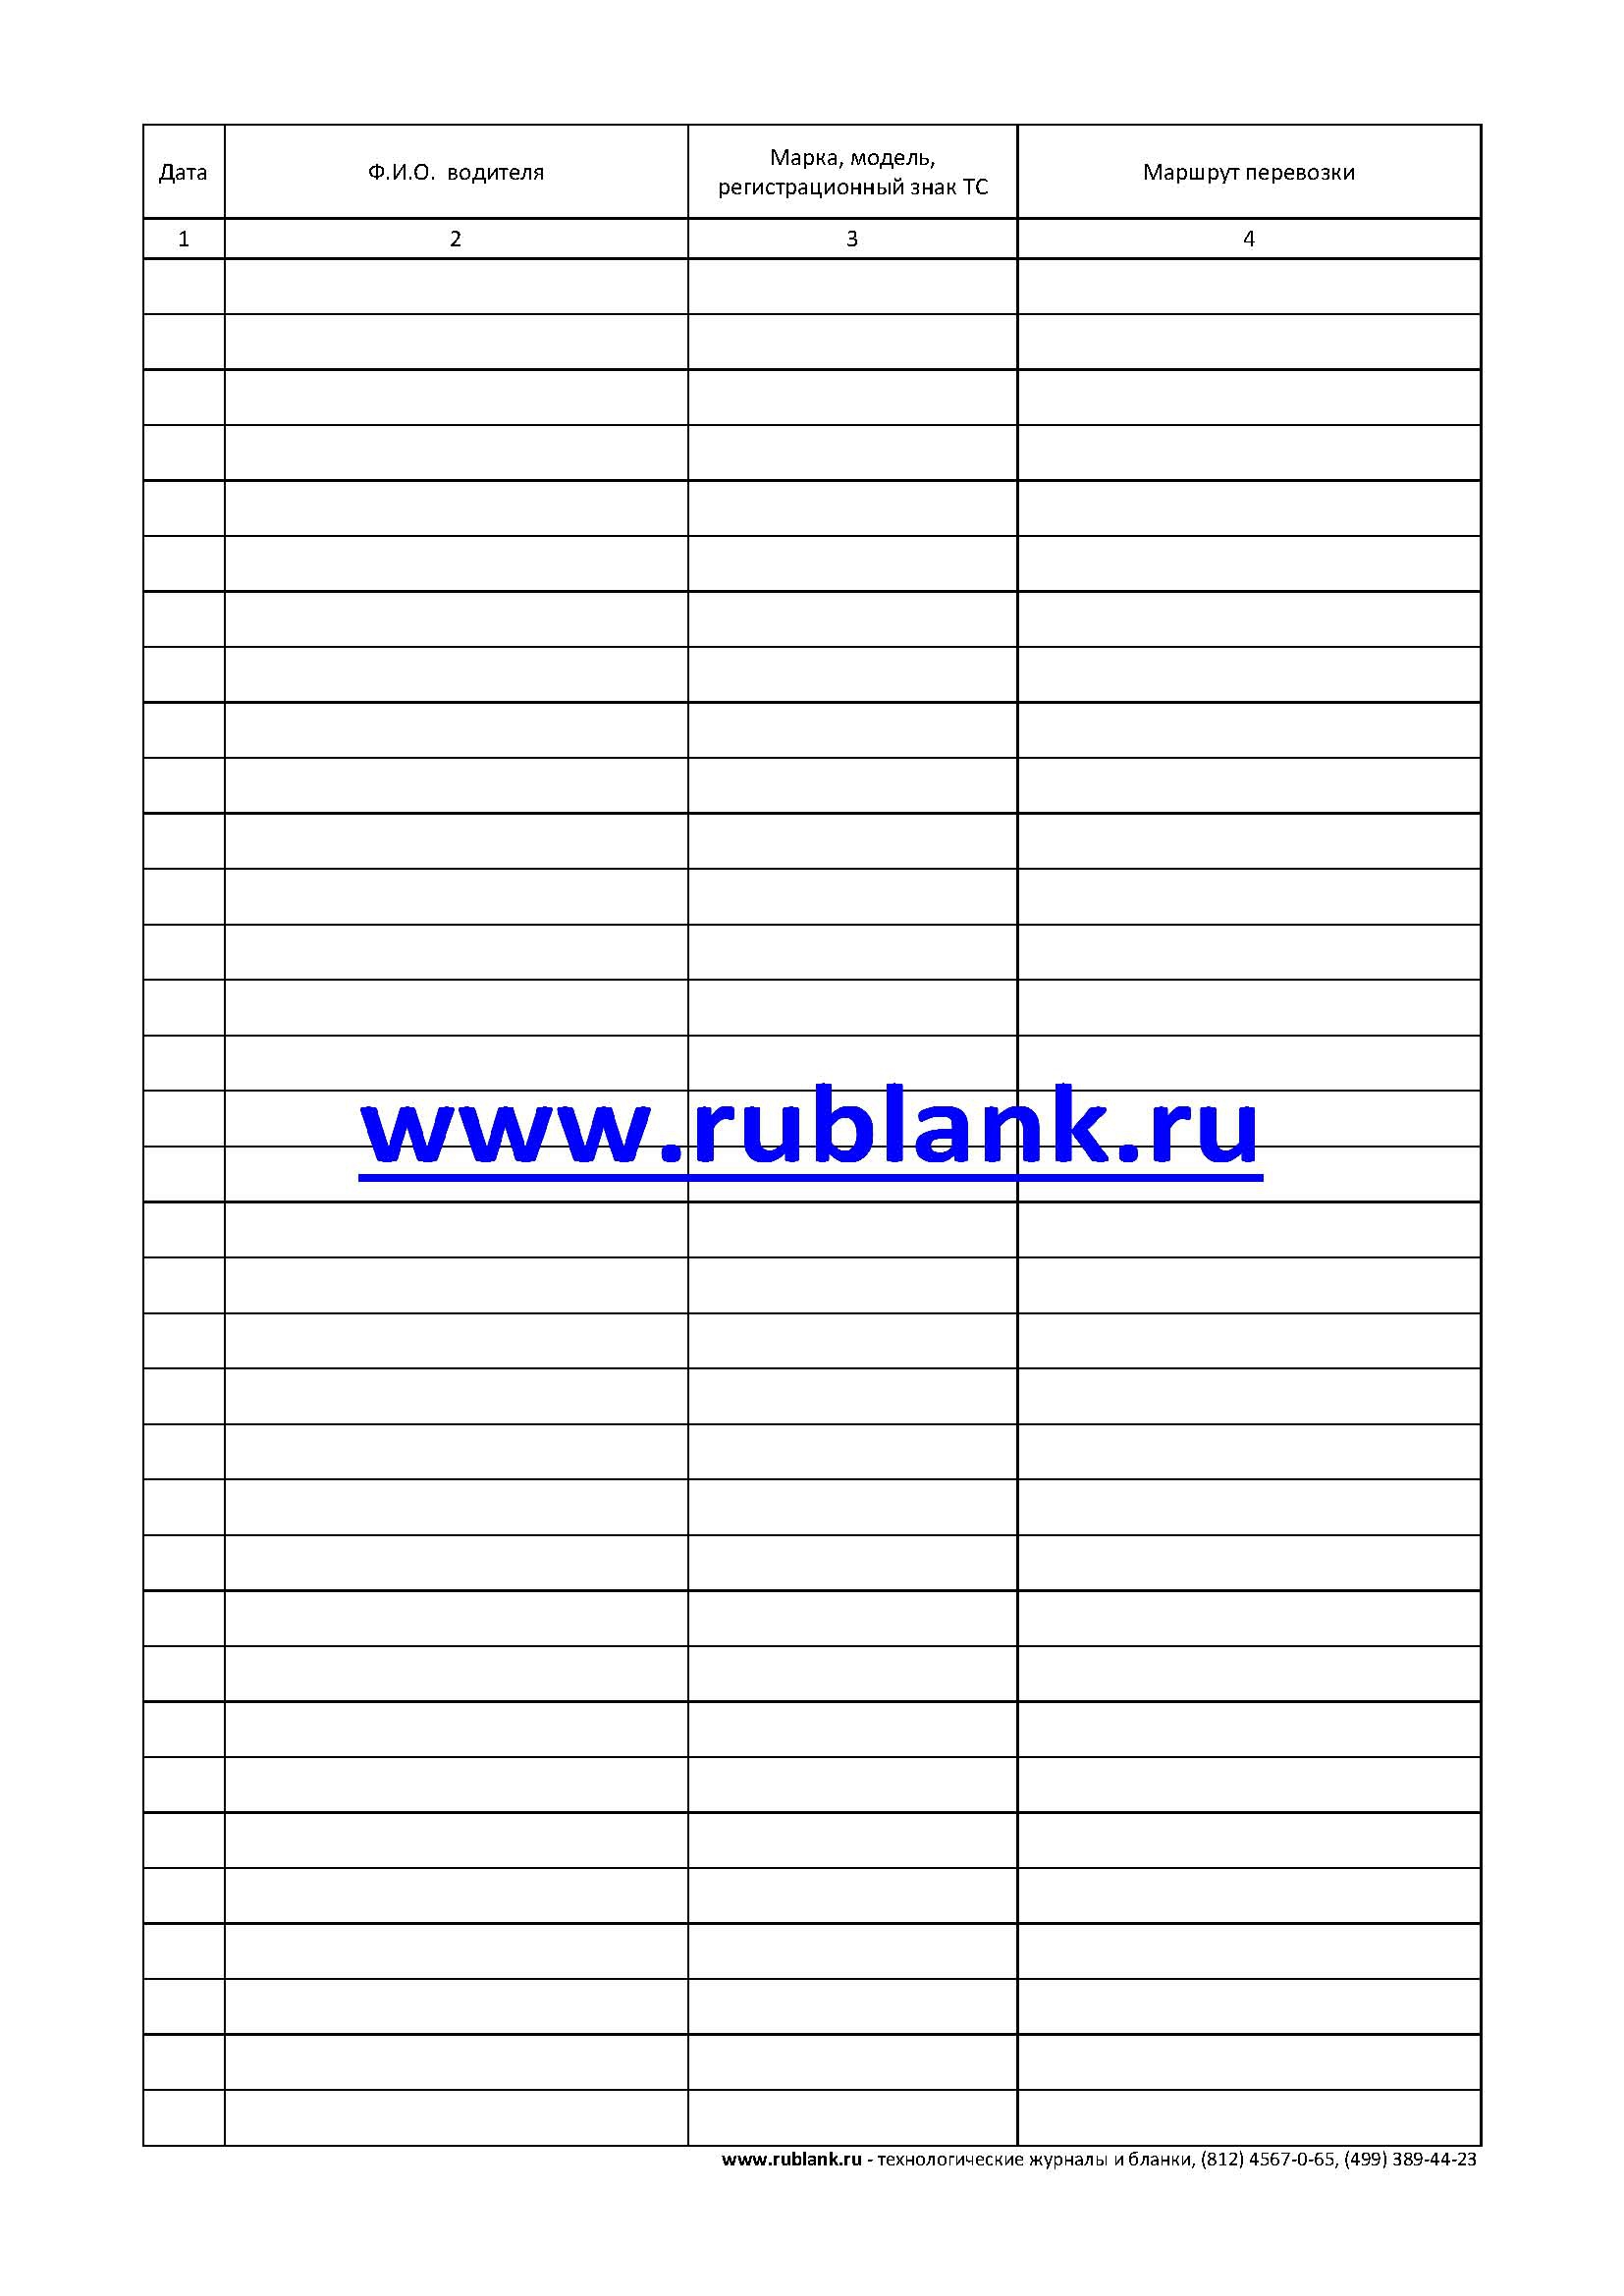 Дата
Ф.И.О. водителя
Марка, модель,
регистрационный знак ТС
Маршрут перевозки
1
2
3
4
www.rublank.ru
www.rublank.ru - технологические журналы и бланки, (812) 4567-0-65, (499) 389-44-23